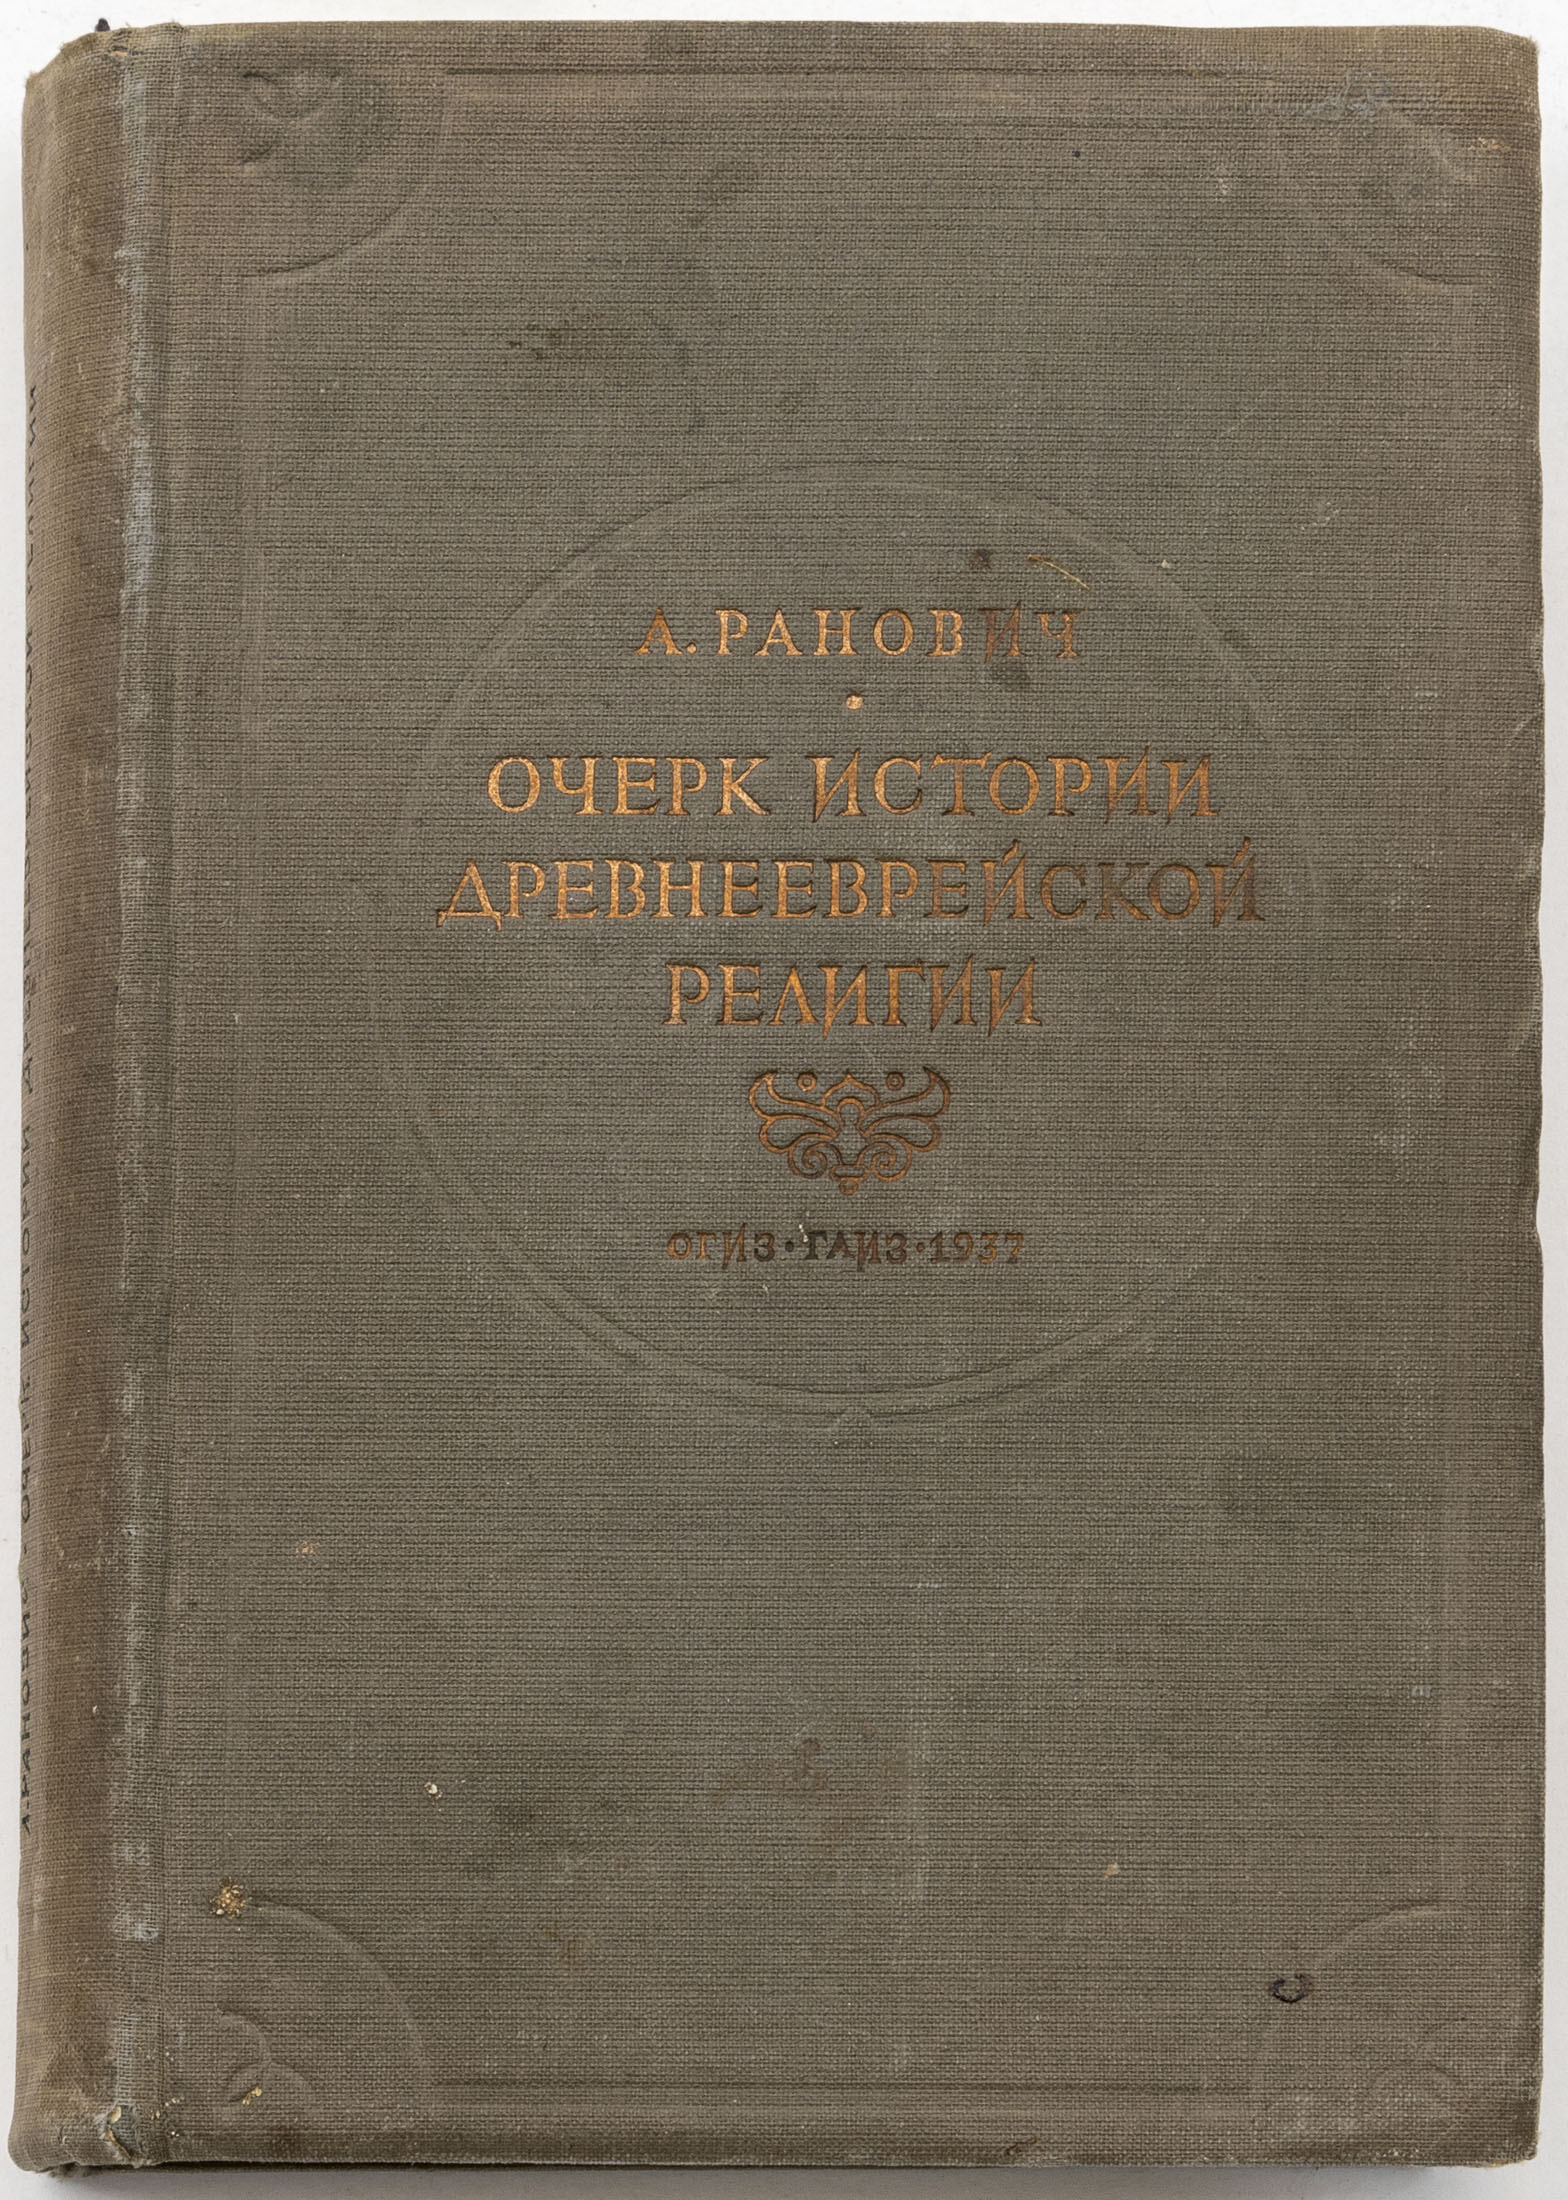 А. РАНОВИЧ
ОЧЕРК ИСТОРИИ
ДРЕВНЕЕВРЕЙСКОЙ
РЕЛИГИИ
ОГИЗ·ГАИЗ·1937